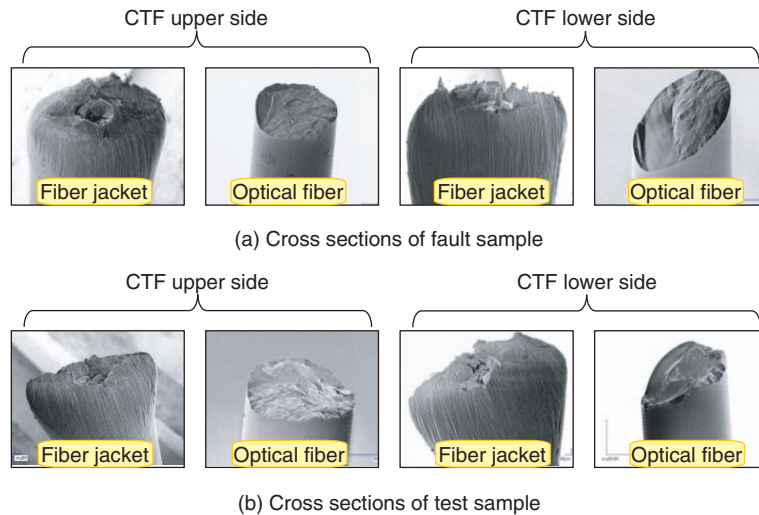 CTF upper side
CTF lower side
Fiber jacket
Optical fiber
Fiber jacket
Optical fiber
(a) Cross sections of fault sample
CTF upper side
CTF lower side
Fiber jacket
Optical fiber
Fiber jacket
Optical fiber
(b) Cross sections of test sample